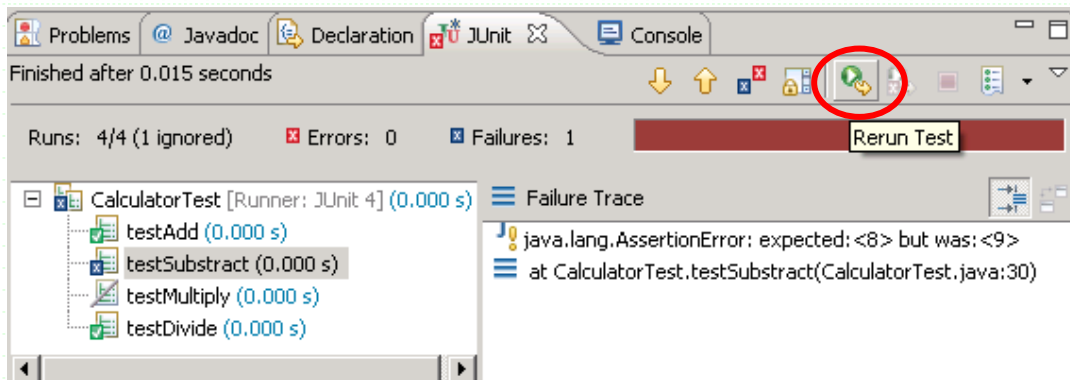 Problems @ Javadoc Declaration JUnit Console
Finished after 0.015 seconds
Runs: 4/4 (1 ignored) Errors: 0 Failures: 1
Rerun Test
CalculatorTest [Runner: JUnit 4] (0.000 s)
testAdd (0.000 s)
testSubstract (0.000 s)
testMultiply (0.000 s)
testDivide (0.000 s)
Failure Trace
java.lang.AssertionError: expected:<8> but was:<9>
at CalculatorTest.testSubstract(CalculatorTest.java:30)